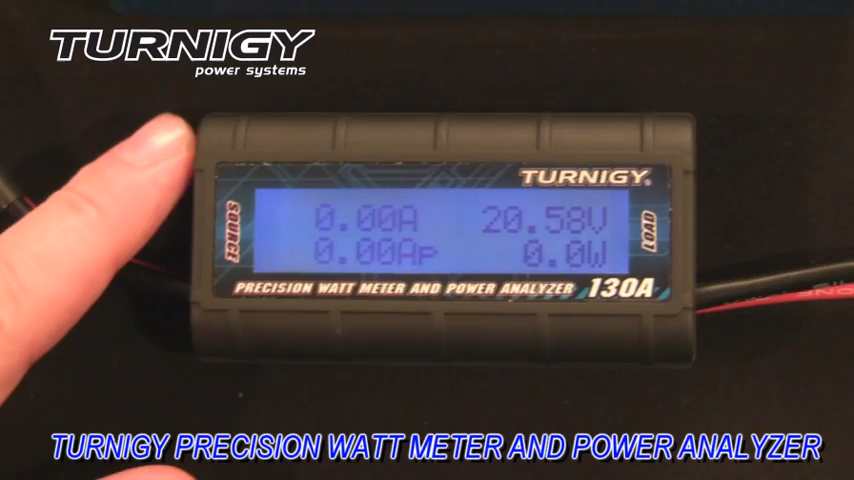 TURNIGY
power systems
TURNIGY
SOURCE
0.00A 20.58V
0.00Ap 0.0W
LOAD
PRECISION WATT METER AND POWER ANALYZER 130A
TURNIGY PRECISION WATT METER AND POWER ANALYZER